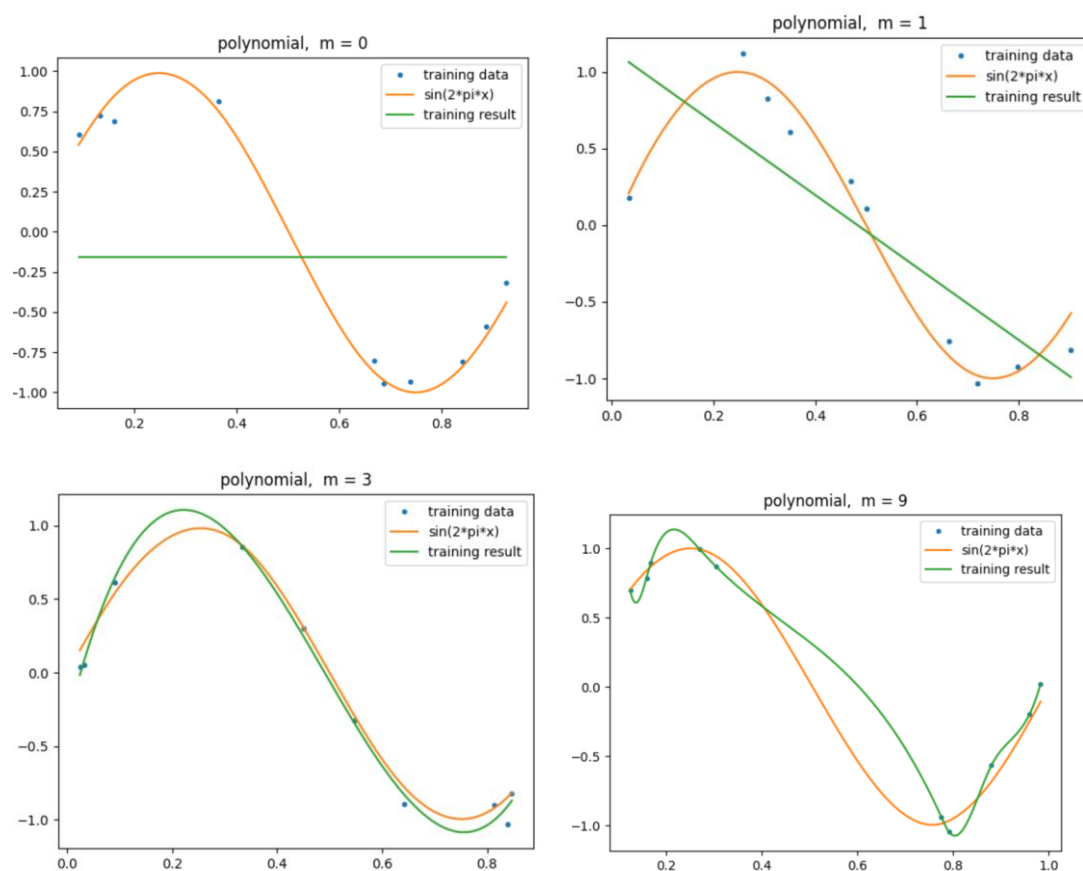 polynomial, m = 0
training data
sin(2*pi*x)
training result
1.00
0.75
0.50
0.25
0.00
-0.25
-0.50
-0.75
-1.00
0.2
0.4
0.6
0.8
polynomial, m = 1
training data
sin(2*pi*x)
training result
1.0
0.5
0.0
-0.5
-1.0
0.0
0.2
0.4
0.6
0.8
polynomial, m = 3
training data
sin(2*pi*x)
training result
1.0
0.5
0.0
-0.5
-1.0
0.0
0.2
0.4
0.6
0.8
polynomial, m = 9
training data
sin(2*pi*x)
training result
1.0
0.5
0.0
-0.5
-1.0
0.2
0.4
0.6
0.8
1.0